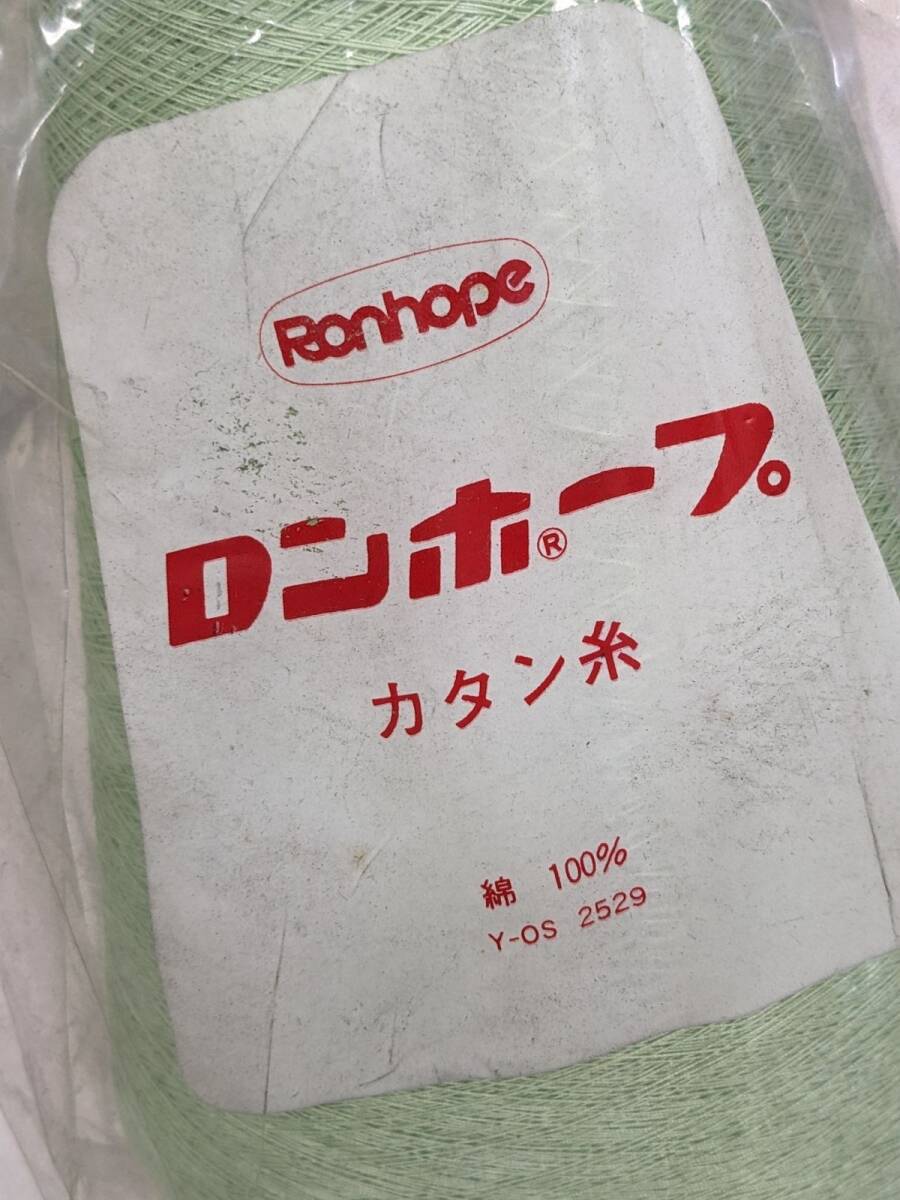 Ronhope
ロンホープ®
カタン糸
綿 100%
Y-OS 2529